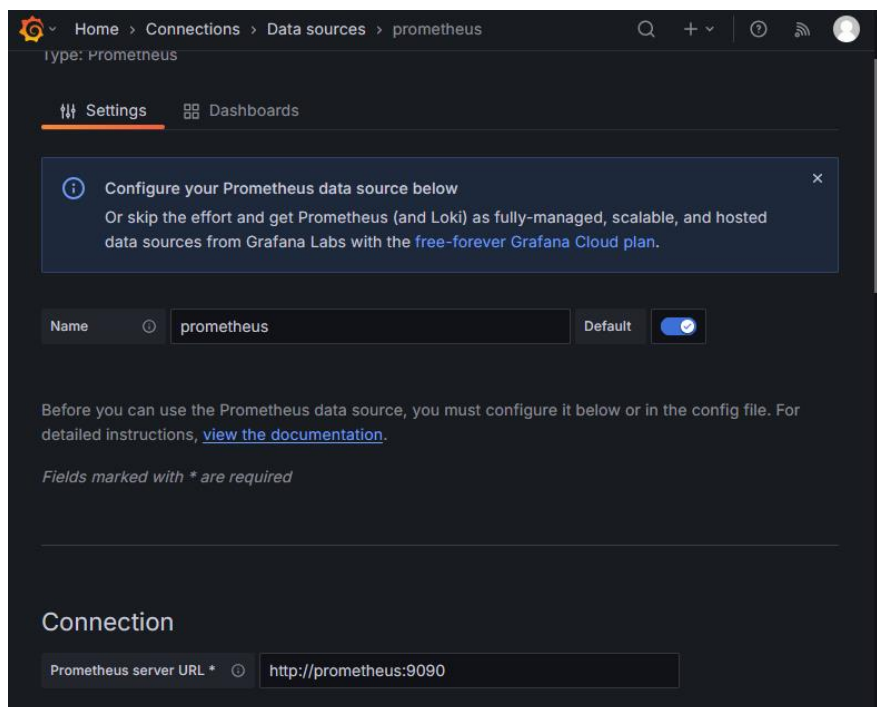 Home › Connections › Data sources › prometheus
Type: Prometheus
Settings Dashboards
Configure your Prometheus data source below
Or skip the effort and get Prometheus (and Loki) as fully-managed, scalable, and hosted
data sources from Grafana Labs with the free-forever Grafana Cloud plan.
Name prometheus Default
Before you can use the Prometheus data source, you must configure it below or in the config file. For
detailed instructions, view the documentation.
Fields marked with * are required
Connection
Prometheus server URL * http://prometheus:9090